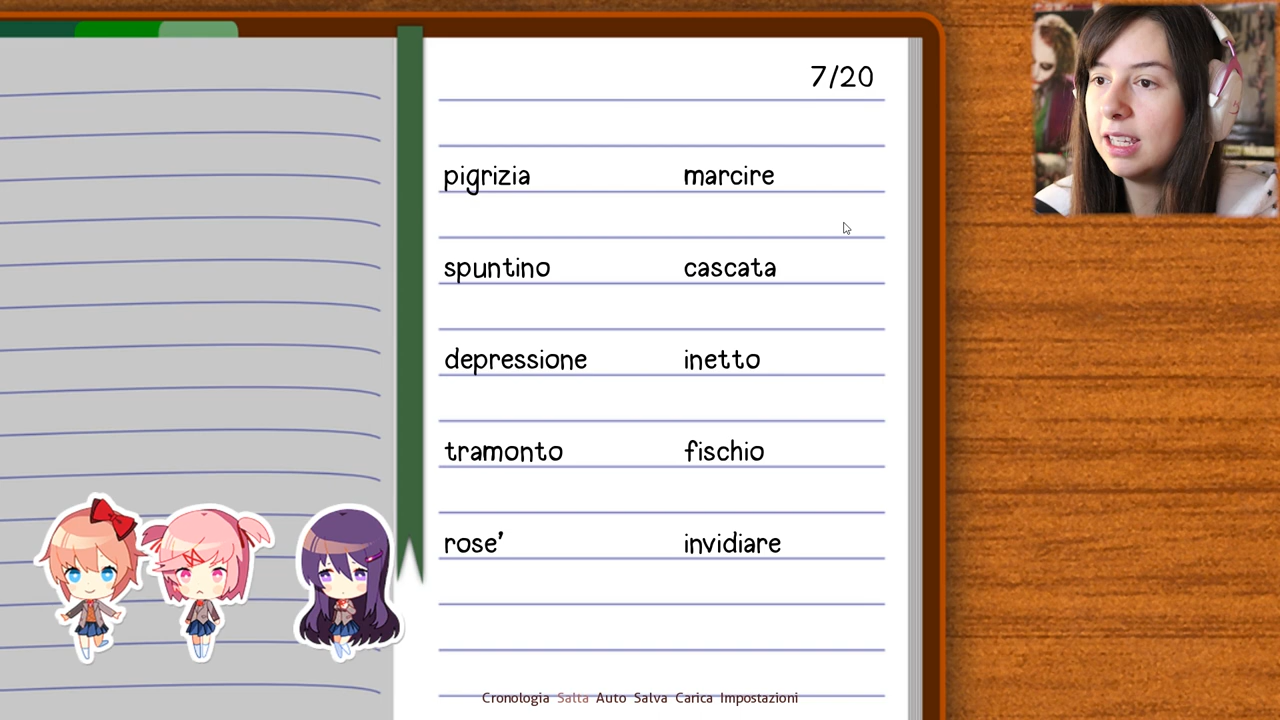 7/20
pigrizia marcire
spuntino cascata
depressione inetto
tramonto fischio
rose' invidiare
Cronologia Salta Auto Salva Carica Impostazioni